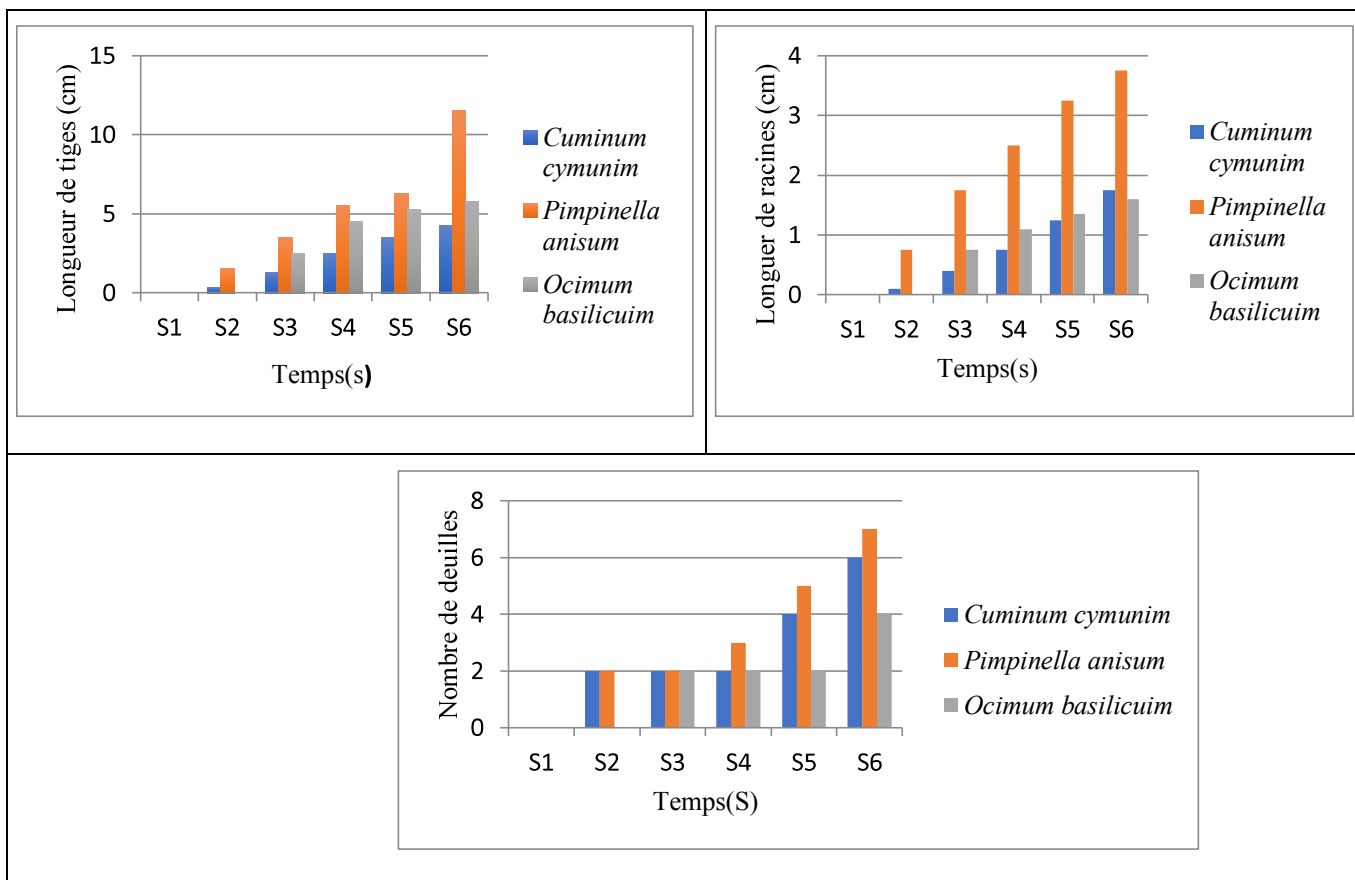 15
10
5
0
Longueur de tiges (cm)
S1 S2 S3 S4 S5 S6
Temps(s)
Cuminum
cymunim
Pimpinella
anisum
Ocimum
basilicuim
4
3
2
1
0
Longuer de racines (cm)
S1 S2 S3 S4 S5 S6
Temps(s)
Cuminum
cymunim
Pimpinella
anisum
Ocimum
basilicuim
8
6
4
2
0
Nombre de deuilles
S1 S2 S3 S4 S5 S6
Temps(S)
Cuminum cymunim
Pimpinella anisum
Ocimum basilicuim